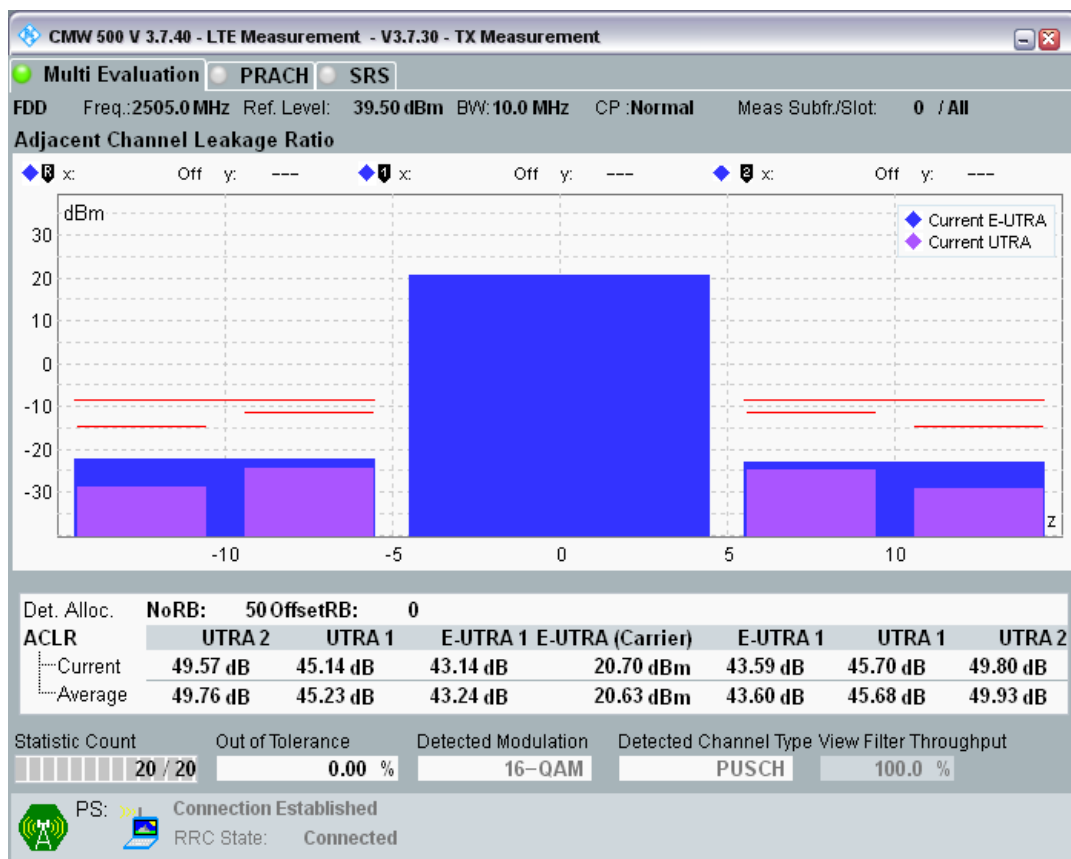 CMW 500 V 3.7.40 - LTE Measurement - V3.7.30 - TX Measurement
Multi Evaluation PRACH SRS
FDD Freq.:2505.0 MHz Ref. Level: 39.50 dBm BW: 10.0 MHz CP :Normal Meas Subfr./Slot: 0 / All
Adjacent Channel Leakage Ratio
R x: Off y: --- 1 x: Off y: --- 2 x: Off y: ---
dBm
Current E-UTRA
Current UTRA
30
20
10
0
-10
-20
-30
z
-10 -5 0 5 10
Det. Alloc. NoRB: 50 OffsetRB: 0
ACLR UTRA 2 UTRA 1 E-UTRA 1 E-UTRA (Carrier) E-UTRA 1 UTRA 1 UTRA 2
Current 49.57 dB 45.14 dB 43.14 dB 20.70 dBm 43.59 dB 45.70 dB 49.80 dB
Average 49.76 dB 45.23 dB 43.24 dB 20.63 dBm 43.60 dB 45.68 dB 49.93 dB
Statistic Count Out of Tolerance Detected Modulation Detected Channel Type View Filter Throughput
20 / 20 0.00 % 16-QAM PUSCH 100.0 %
PS: Connection Established
RRC State: Connected